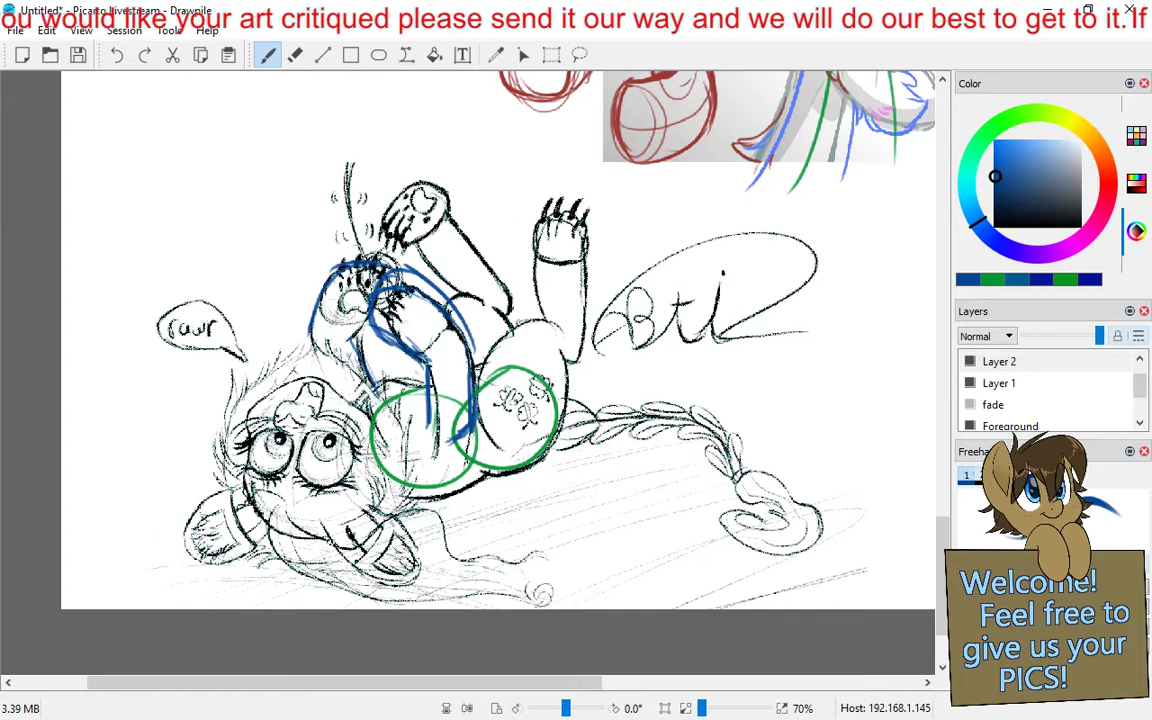 Untitled* - Picarto Livestream - Drawpile
ou would like your art critiqued please send it our way and we will do our best to get to it. If
File Edit View Session Tools Help
Color
rawr
Layers
Normal
Layer 2
Layer 1
fade
Foreground
1
Welcome!
Feel free to
give us your
PICS!
3.39 MB
0.0°
70%
Host: 192.168.1.145